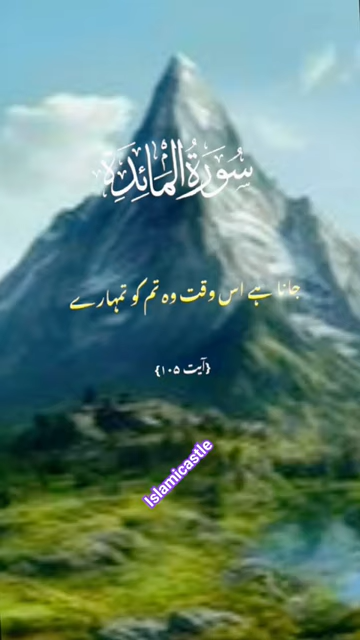 سُورَةُ الْمَائِدَة
جانا ہے اس وقت وہ تم کو تمہارے
{آیت ۱۰۵}
Islamicastle